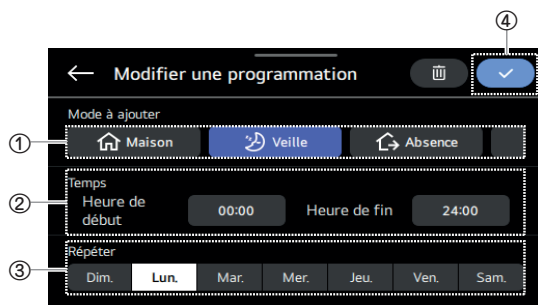 ④
Modifier une programmation
Mode à ajouter
① Maison Veille Absence
Temps
② Heure de début 00:00 Heure de fin 24:00
Répéter
③ Dim. Lun. Mar. Mer. Jeu. Ven. Sam.